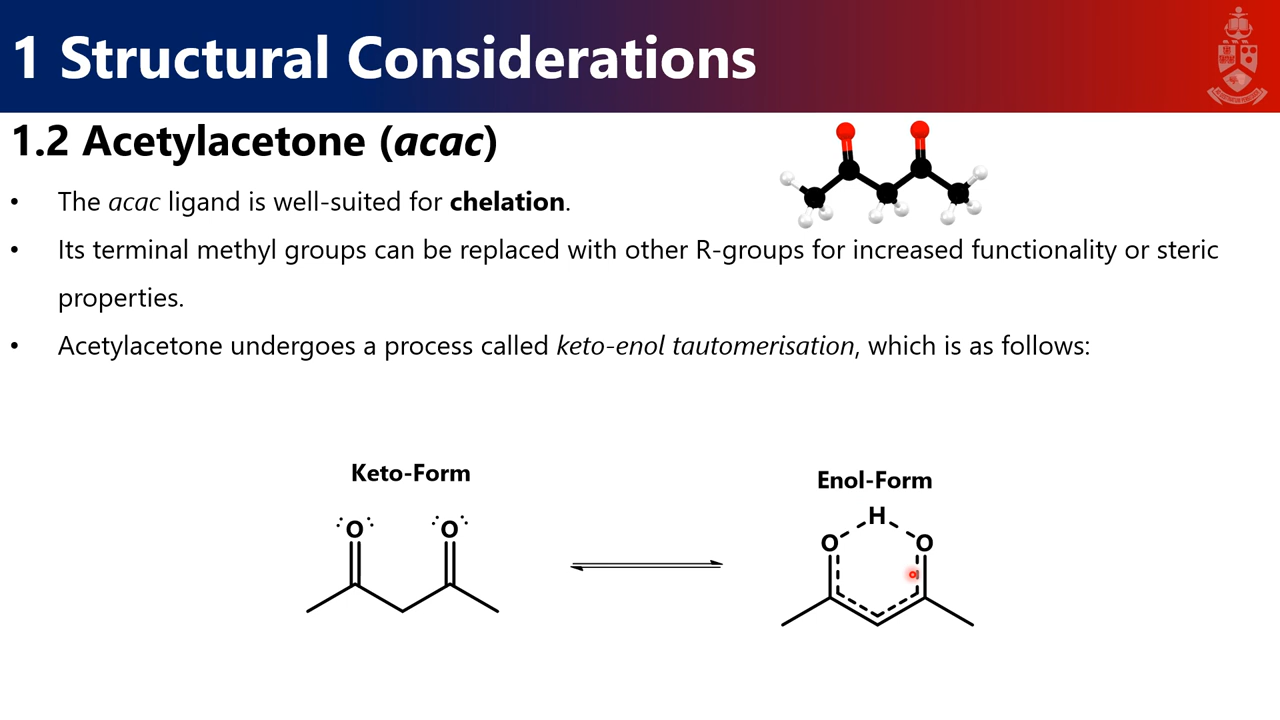 1 Structural Considerations
1.2 Acetylacetone (acac)
• The acac ligand is well-suited for chelation.
• Its terminal methyl groups can be replaced with other R-groups for increased functionality or steric
properties.
• Acetylacetone undergoes a process called keto-enol tautomerisation, which is as follows:
Keto-Form
Enol-Form
H
O O
O O